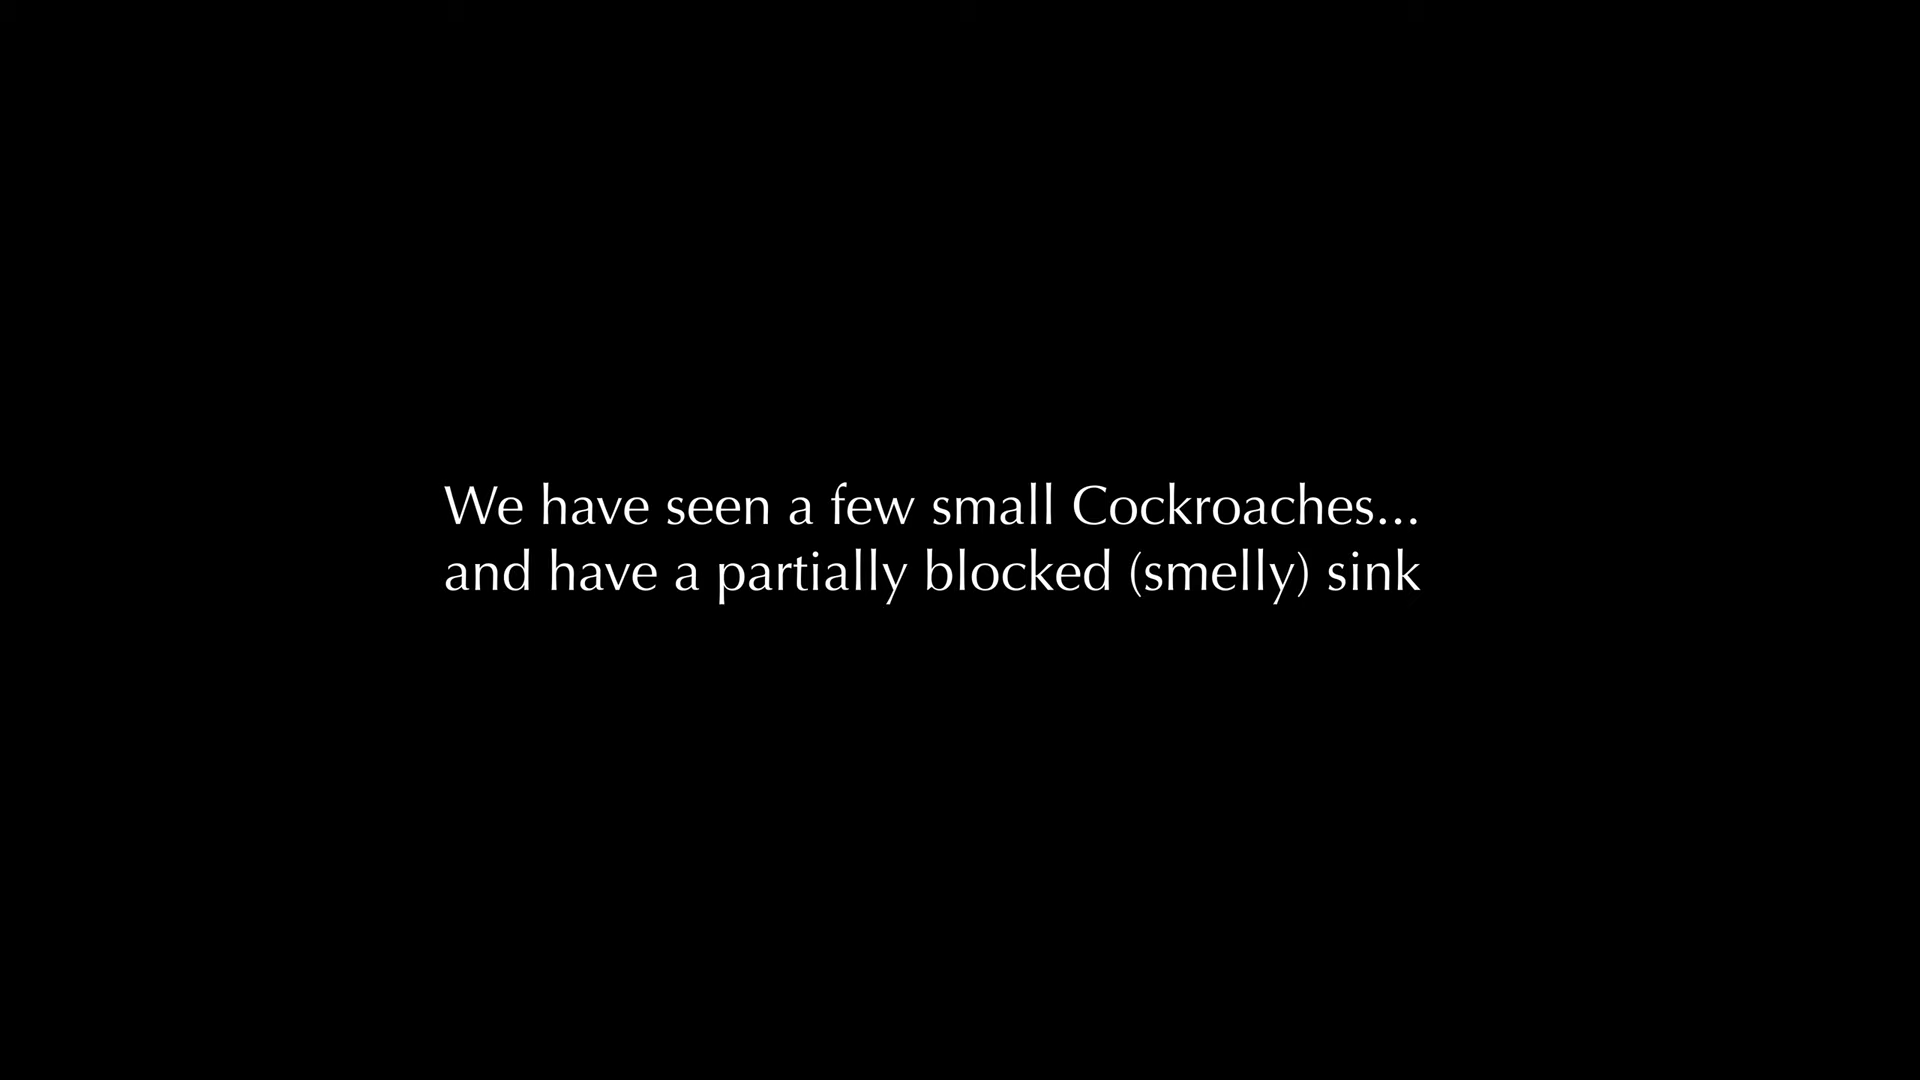 We have seen a few small Cockroaches...
and have a partially blocked (smelly) sink